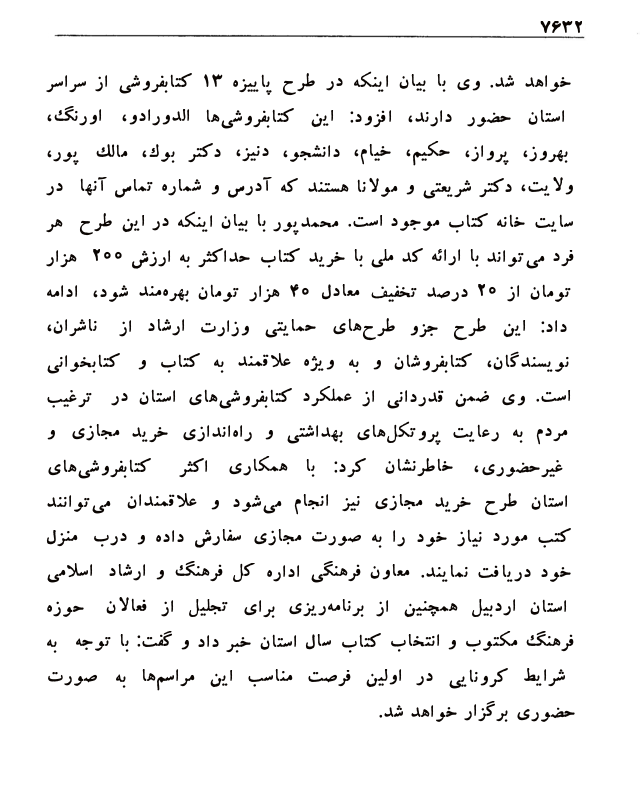 ۷۶۳۲
خواهد شد. وی با بیان اینکه در طرح پاییزه ۱۳ کتابفروشی از سراسر
استان حضور دارند، افزود: این کتابفروشی‌ها الدورادو، اورنگ،
بهروز، پرواز، حکیم، خیام، دانشجو، دنیز، دکتر بوک، مالک پور،
ولایت، دکتر شریعتی و مولانا هستند که آدرس و شماره تماس آنها در
سایت خانه کتاب موجود است. محمدپور با بیان اینکه در این طرح هر
فرد می‌تواند با ارائه کد ملی با خرید کتاب حداکثر به ارزش ۲۰۰ هزار
تومان از ۲۰ درصد تخفیف معادل ۴۰ هزار تومان بهره‌مند شود، ادامه
داد: این طرح جزو طرح‌های حمایتی وزارت ارشاد از ناشران،
نویسندگان، کتابفروشان و به ویژه علاقمند به کتاب و کتابخوانی
است. وی ضمن قدردانی از عملکرد کتابفروشی‌های استان در ترغیب
مردم به رعایت پروتکل‌های بهداشتی و راه‌اندازی خرید مجازی و
غیرحضوری، خاطرنشان کرد: با همکاری اکثر کتابفروشی‌های
استان طرح خرید مجازی نیز انجام می‌شود و علاقمندان می‌توانند
کتب مورد نیاز خود را به صورت مجازی سفارش داده و درب منزل
خود دریافت نمایند. معاون فرهنگی اداره کل فرهنگ و ارشاد اسلامی
استان اردبیل همچنین از برنامه‌ریزی برای تجلیل از فعالان حوزه
فرهنگ مکتوب و انتخاب کتاب سال استان خبر داد و گفت: با توجه به
شرایط کرونایی در اولین فرصت مناسب این مراسم‌ها به صورت
حضوری برگزار خواهد شد.